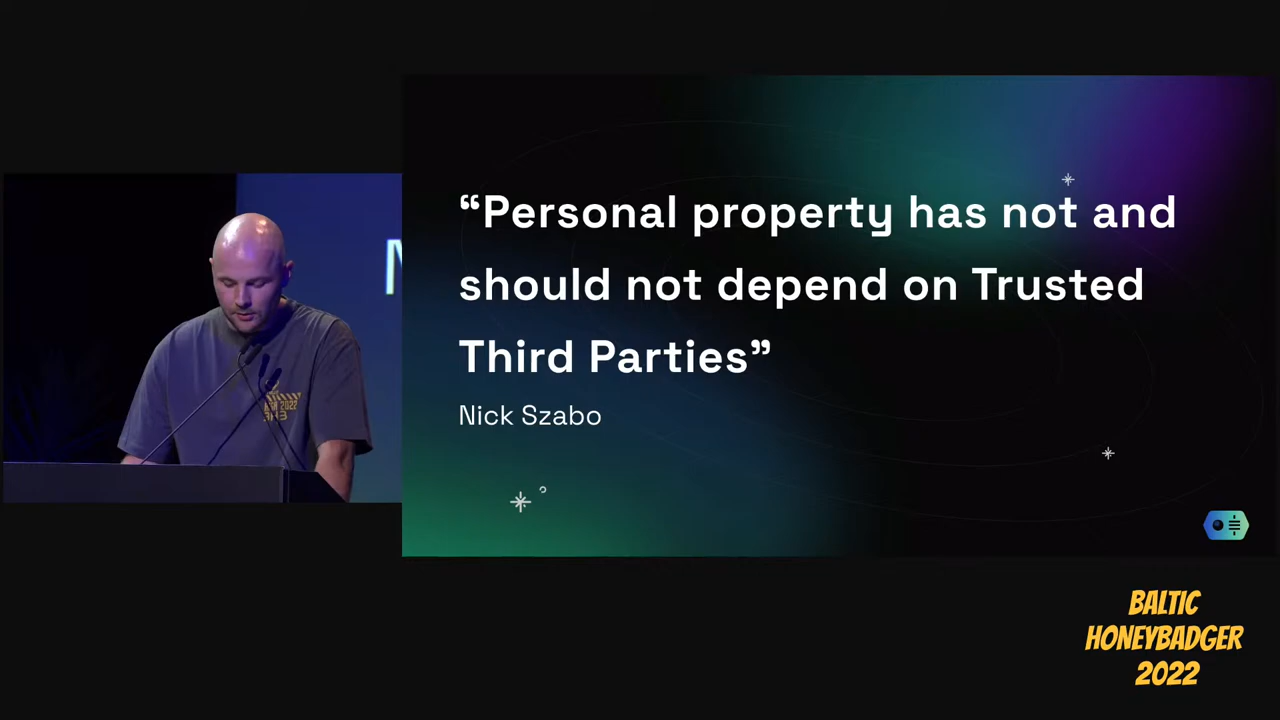 “Personal property has not and
should not depend on Trusted
Third Parties”
Nick Szabo
BALTIC
HONEYBADGER
2022